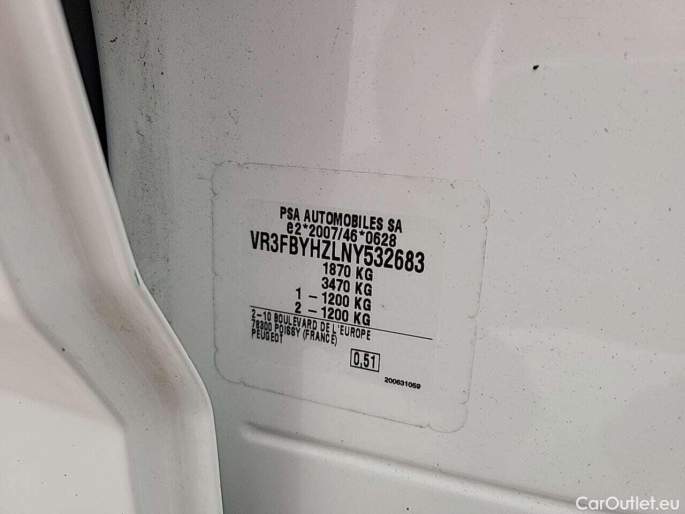 PSA AUTOMOBILES SA
e2*2007/46*0628
VR3FBYHZLNY532683
1870 KG
3470 KG
1 - 1200 KG
2 - 1200 KG
2-10 BOULEVARD DE L'EUROPE
78300 POISSY (FRANCE)
PEUGEOT
0,51
200631059
CarOutlet.eu